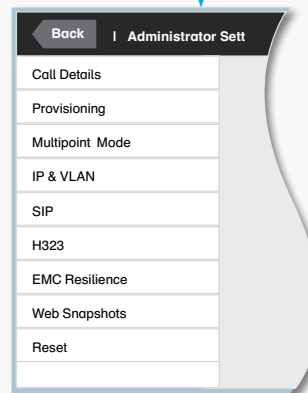 Back | Administrator Sett
Call Details
Provisioning
Multipoint Mode
IP & VLAN
SIP
H323
EMC Resilience
Web Snapshots
Reset